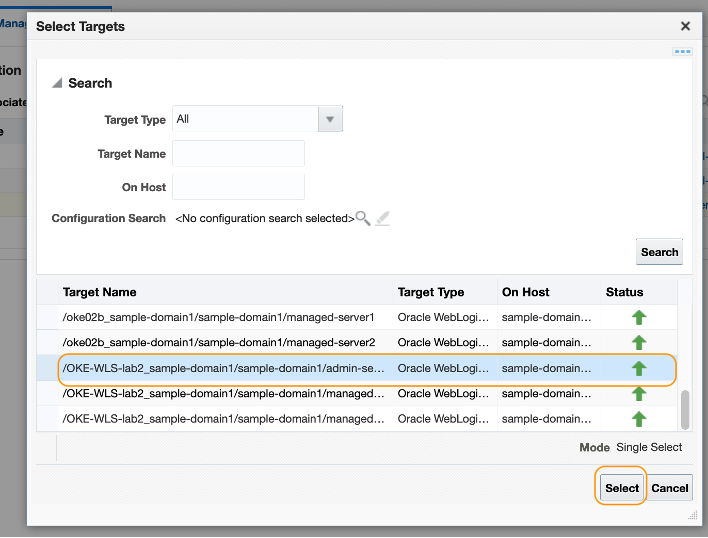 Select Targets
Manag
tion
ociate
e
Search
Target Type All
Target Name
On Host
Configuration Search <No configuration search selected>
Search
Target Name Target Type On Host Status
/oke02b_sample-domain1/sample-domain1/managed-server1 Oracle WebLogi... sample-domain...
/oke02b_sample-domain1/sample-domain1/managed-server2 Oracle WebLogi... sample-domain...
/OKE-WLS-lab2_sample-domain1/sample-domain1/admin-se... Oracle WebLogi... sample-domain...
/OKE-WLS-lab2_sample-domain1/sample-domain1/managed... Oracle WebLogi... sample-domain...
/OKE-WLS-lab2_sample-domain1/sample-domain1/managed... Oracle WebLogi... sample-domain...
Mode Single Select
Select Cancel